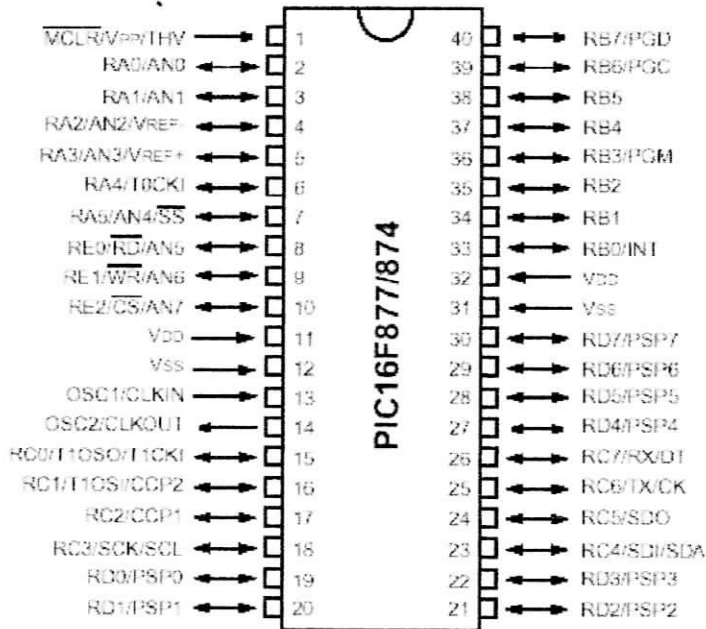 MCLR/VPP/THV 1 40 RB7/PGD
RA0/AN0 2 39 RB6/PGC
RA1/AN1 3 38 RB5
RA2/AN2/VREF- 4 37 RB4
RA3/AN3/VREF+ 5 36 RB3/PGM
RA4/T0CKI 6 35 RB2
RA5/AN4/SS 7 34 RB1
RE0/RD/AN5 8 33 RB0/INT
RE1/WR/AN6 9 32 VDD
RE2/CS/AN7 10 31 VSS
VDD 11 30 RD7/PSP7
VSS 12 29 RD6/PSP6
OSC1/CLKIN 13 28 RD5/PSP5
OSC2/CLKOUT 14 27 RD4/PSP4
RC0/T1OSO/T1CKI 15 26 RC7/RX/DT
RC1/T1OSI/CCP2 16 25 RC6/TX/CK
RC2/CCP1 17 24 RC5/SDO
RC3/SCK/SCL 18 23 RC4/SDI/SDA
RD0/PSP0 19 22 RD3/PSP3
RD1/PSP1 20 21 RD2/PSP2
PIC16F877/874